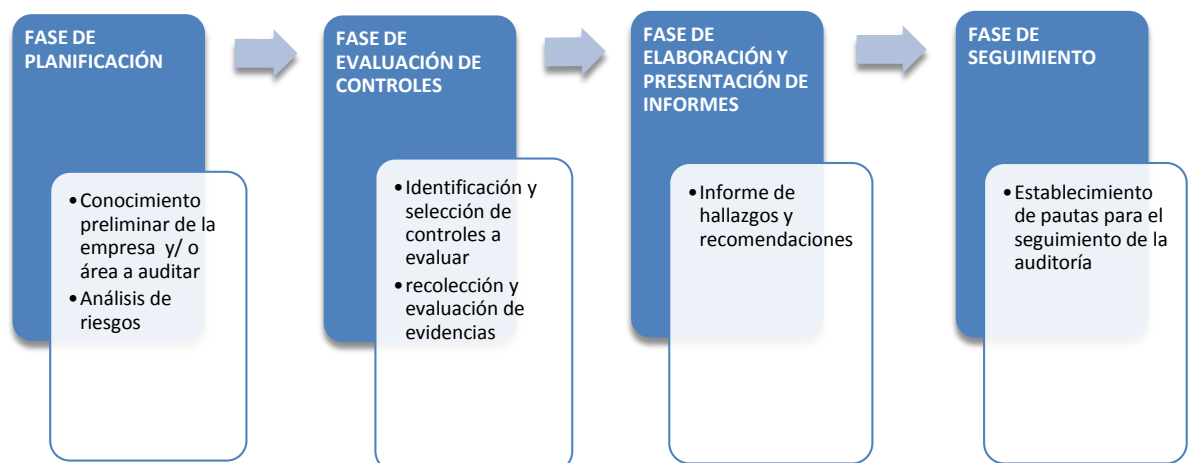 FASE DE
PLANIFICACIÓN
•Conocimiento
preliminar de la
empresa y/ o
área a auditar
•Análisis de
riesgos
FASE DE
EVALUACIÓN DE
CONTROLES
•Identificación y
selección de
controles a
evaluar
•recolección y
evaluación de
evidencias
FASE DE
ELABORACIÓN Y
PRESENTACIÓN DE
INFORMES
•Informe de
hallazgos y
recomendaciones
FASE DE
SEGUIMIENTO
•Establecimiento
de pautas para el
seguimiento de la
auditoría